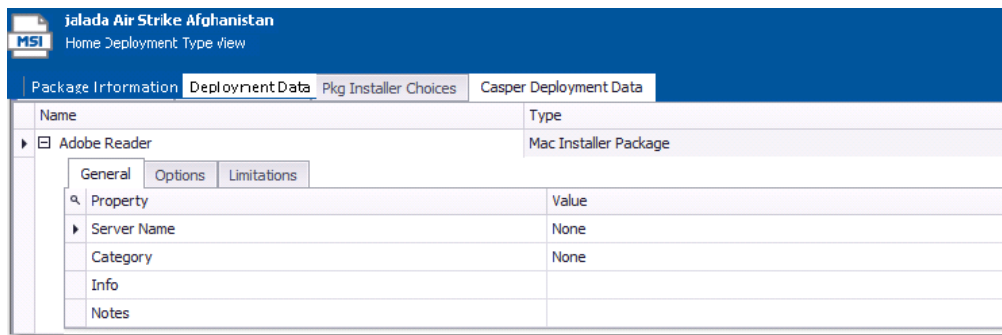 jalada Air Strike Afghanistan
MSI
Home Deployment Type View
Package Information Deployment Data Pkg Installer Choices Casper Deployment Data
Name Type
Adobe Reader Mac Installer Package
General Options Limitations
Property Value
Server Name None
Category None
Info
Notes